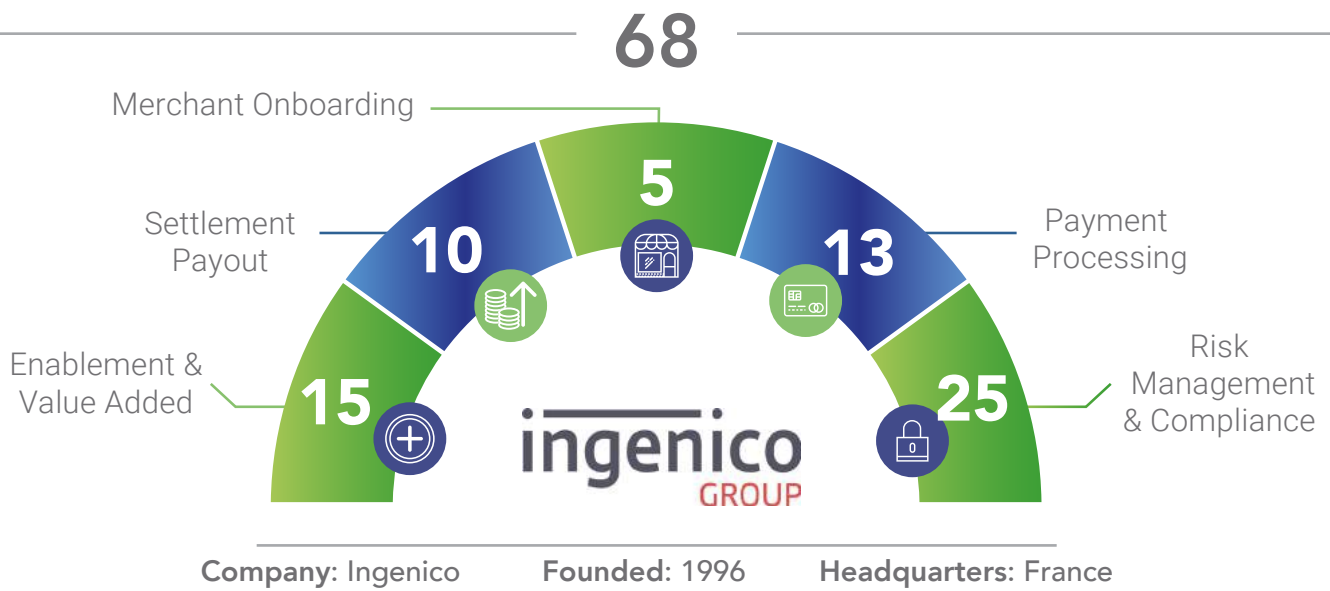 68
Merchant Onboarding
5
Settlement
Payout
10
13
Payment
Processing
Enablement &
Value Added
15
25
Risk
Management
& Compliance
0
ingenico
GROUP
Company: Ingenico Founded: 1996 Headquarters: France